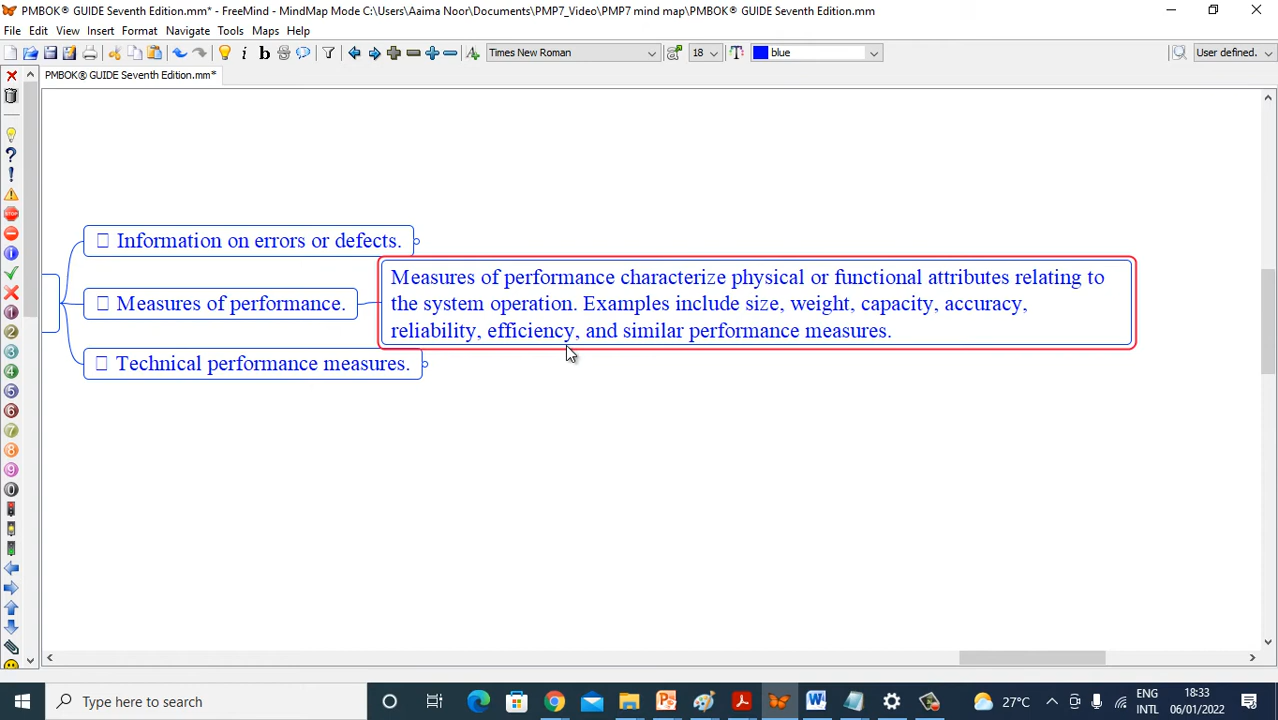 PMBOK® GUIDE Seventh Edition.mm* - FreeMind - MindMap Mode C:\Users\Aaima Noor\Documents\PMP7_Video\PMP7 mind map\PMBOK® GUIDE Seventh Edition.mm
File Edit View Insert Format Navigate Tools Maps Help
Times New Roman 18 blue User defined.
PMBOK® GUIDE Seventh Edition.mm*
Information on errors or defects.
Measures of performance.
Measures of performance characterize physical or functional attributes relating to
the system operation. Examples include size, weight, capacity, accuracy,
reliability, efficiency, and similar performance measures.
Technical performance measures.
Type here to search
27°C
ENG
INTL
18:33
06/01/2022